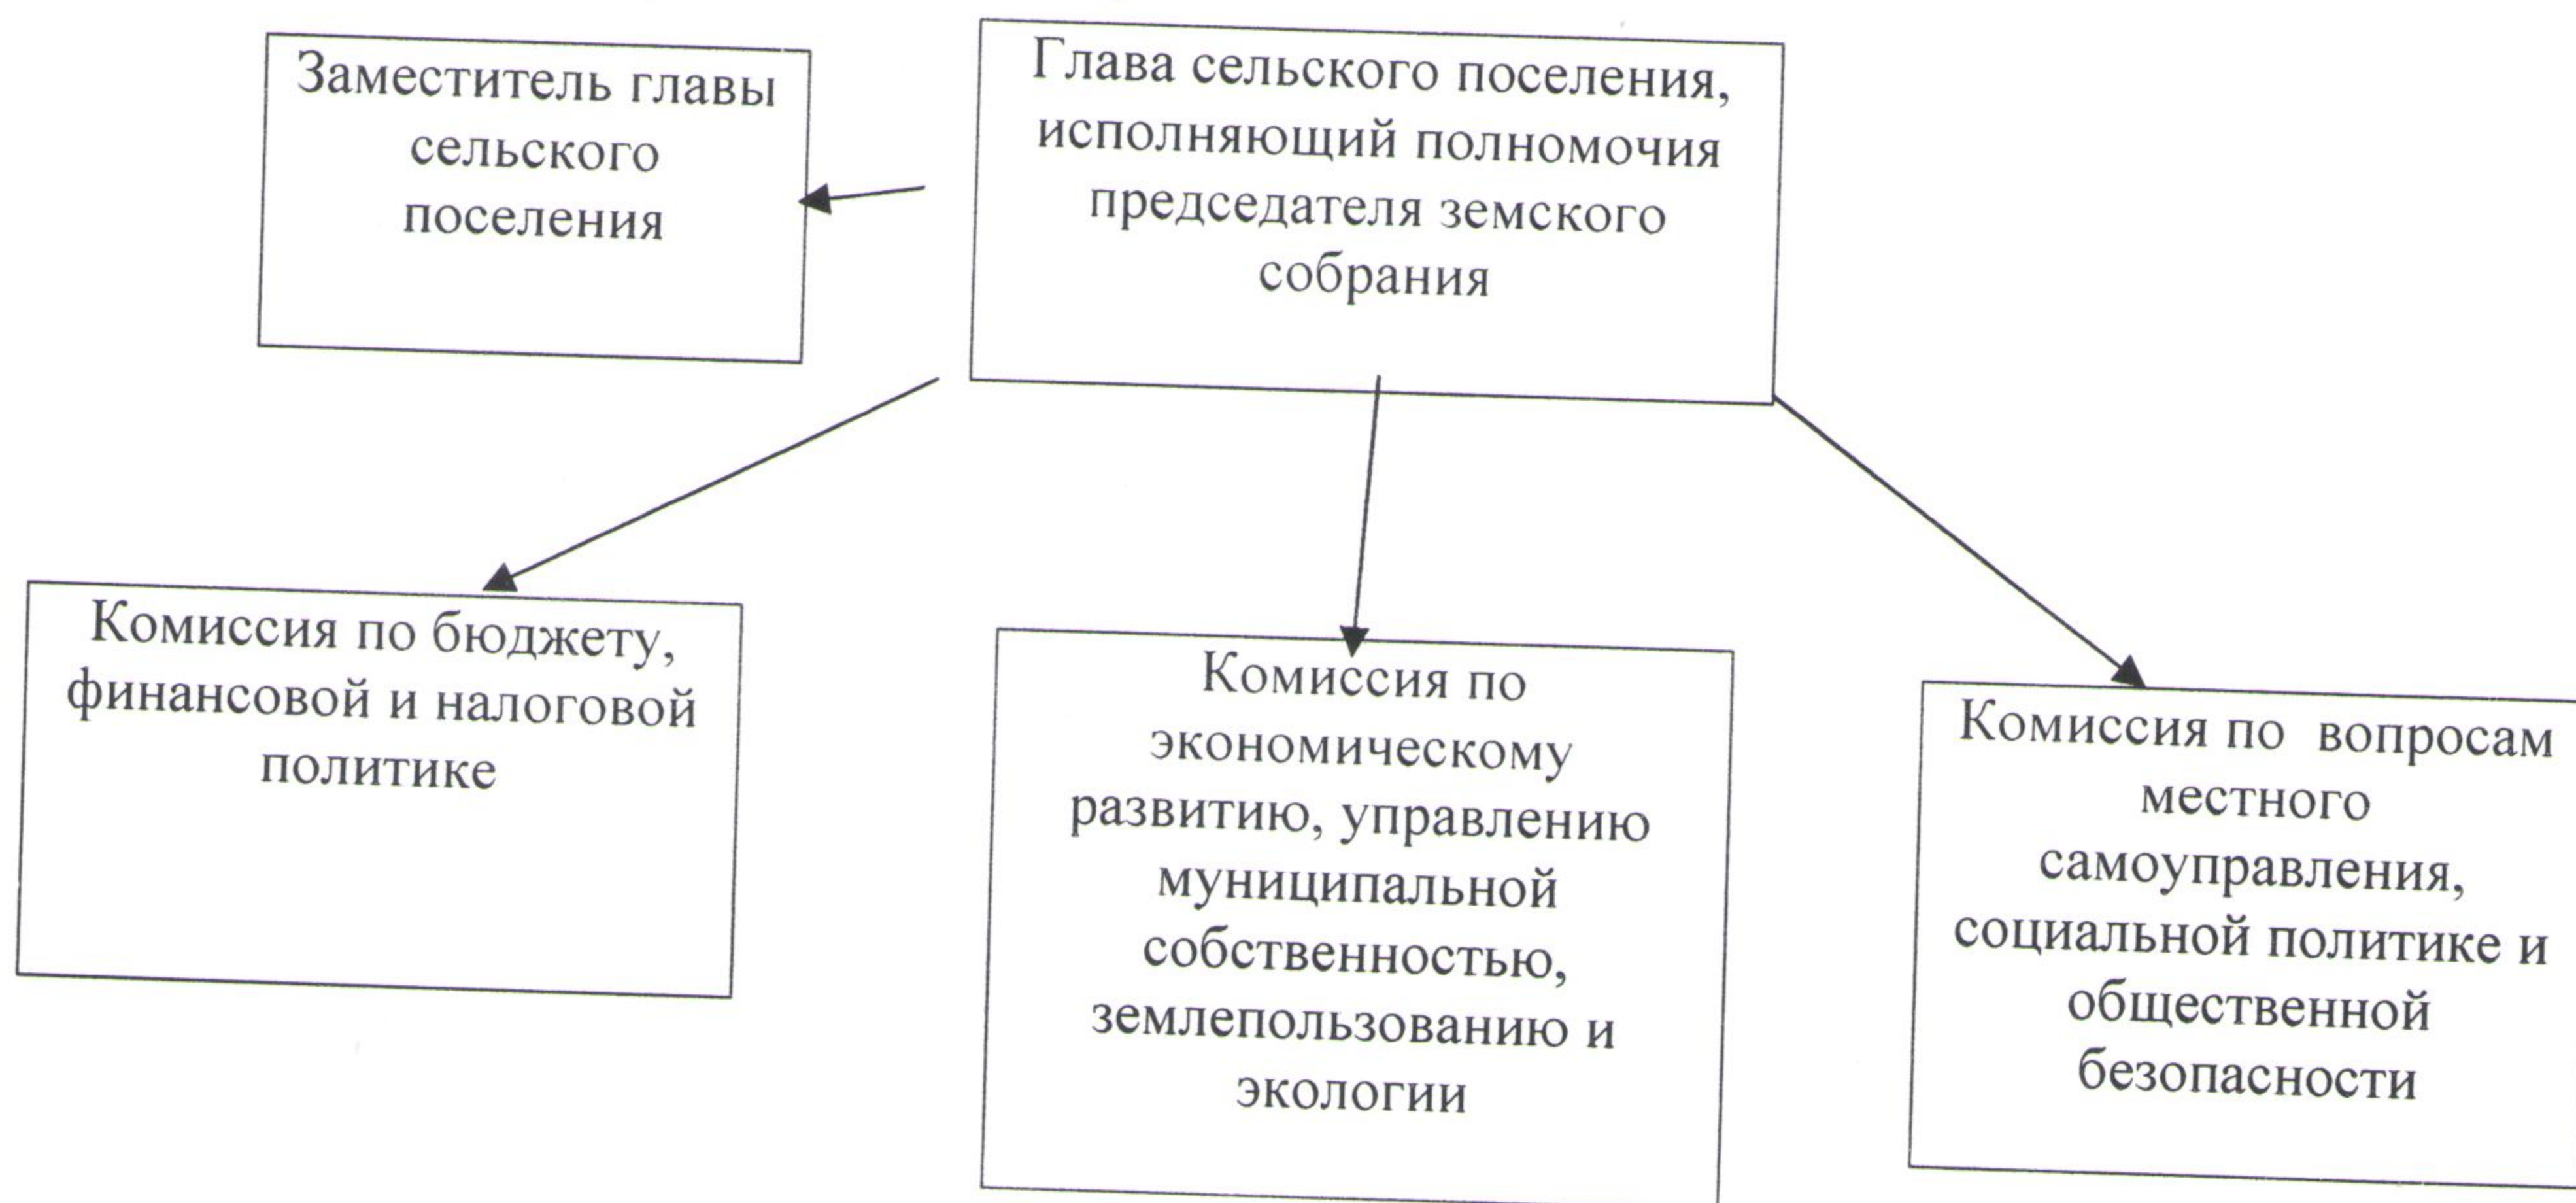 Заместитель главы
сельского
поселения
Глава сельского поселения,
исполняющий полномочия
председателя земского
собрания
Комиссия по бюджету,
финансовой и налоговой
политике
Комиссия по
экономическому
развитию, управлению
муниципальной
собственностью,
землепользованию и
экологии
Комиссия по вопросам
местного
самоуправления,
социальной политике и
общественной
безопасности